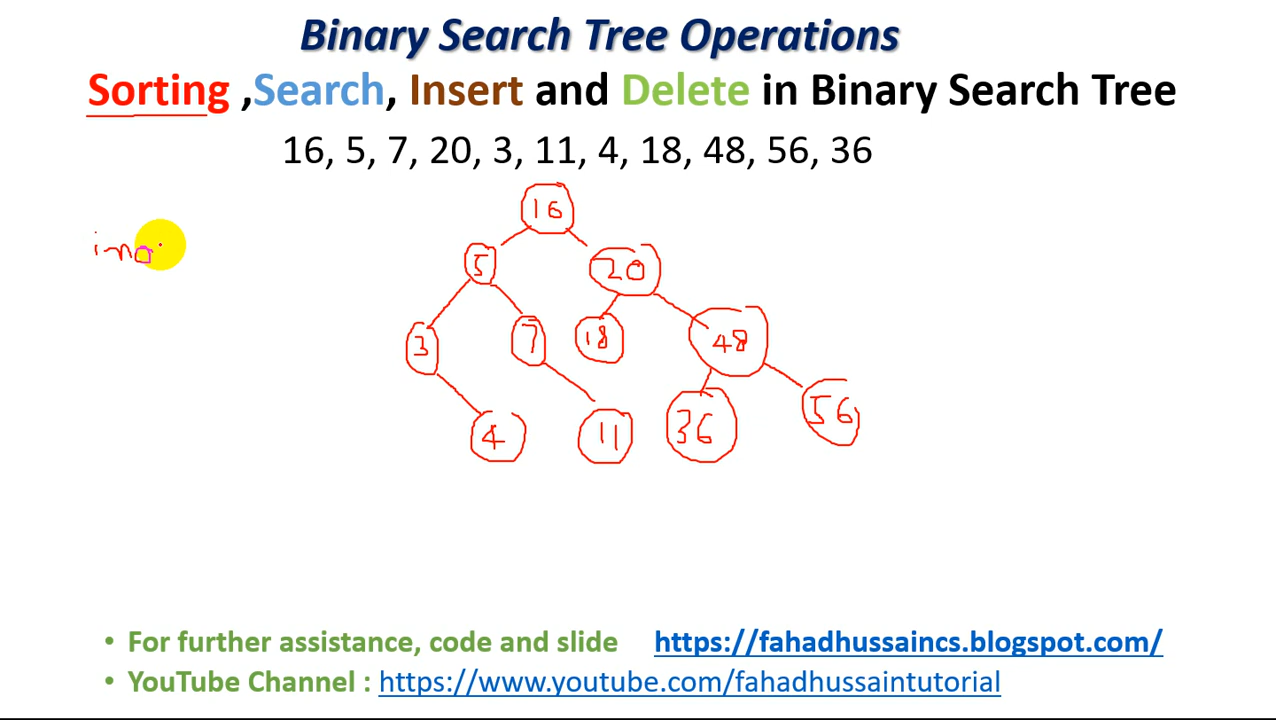 Binary Search Tree Operations
Sorting ,Search, Insert and Delete in Binary Search Tree
16, 5, 7, 20, 3, 11, 4, 18, 48, 56, 36
16
ino
5 20
3 7 18 48
4 11 36 56
• For further assistance, code and slide https://fahadhussaincs.blogspot.com/
• YouTube Channel : https://www.youtube.com/fahadhussaintutorial